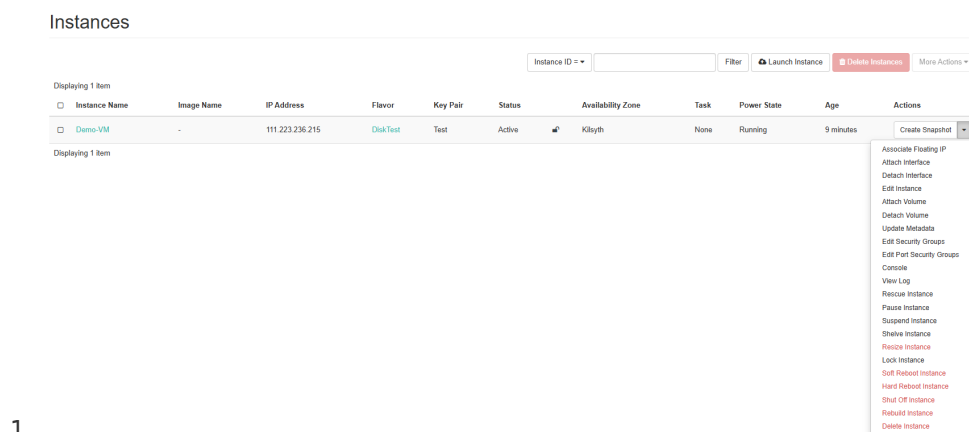 Instances
Instance ID = Filter Launch Instance Delete Instances More Actions
Displaying 1 item
Instance Name Image Name IP Address Flavor Key Pair Status Availability Zone Task Power State Age Actions
Demo-VM - 111.223.236.215 DiskTest Test Active Kilsyth None Running 9 minutes Create Snapshot
Displaying 1 item
Associate Floating IP
Attach Interface
Detach Interface
Edit Instance
Attach Volume
Detach Volume
Update Metadata
Edit Security Groups
Edit Port Security Groups
Console
View Log
Rescue Instance
Pause Instance
Suspend Instance
Shelve Instance
Resize Instance
Lock Instance
Soft Reboot Instance
Hard Reboot Instance
Shut Off Instance
Rebuild Instance
Delete Instance
1